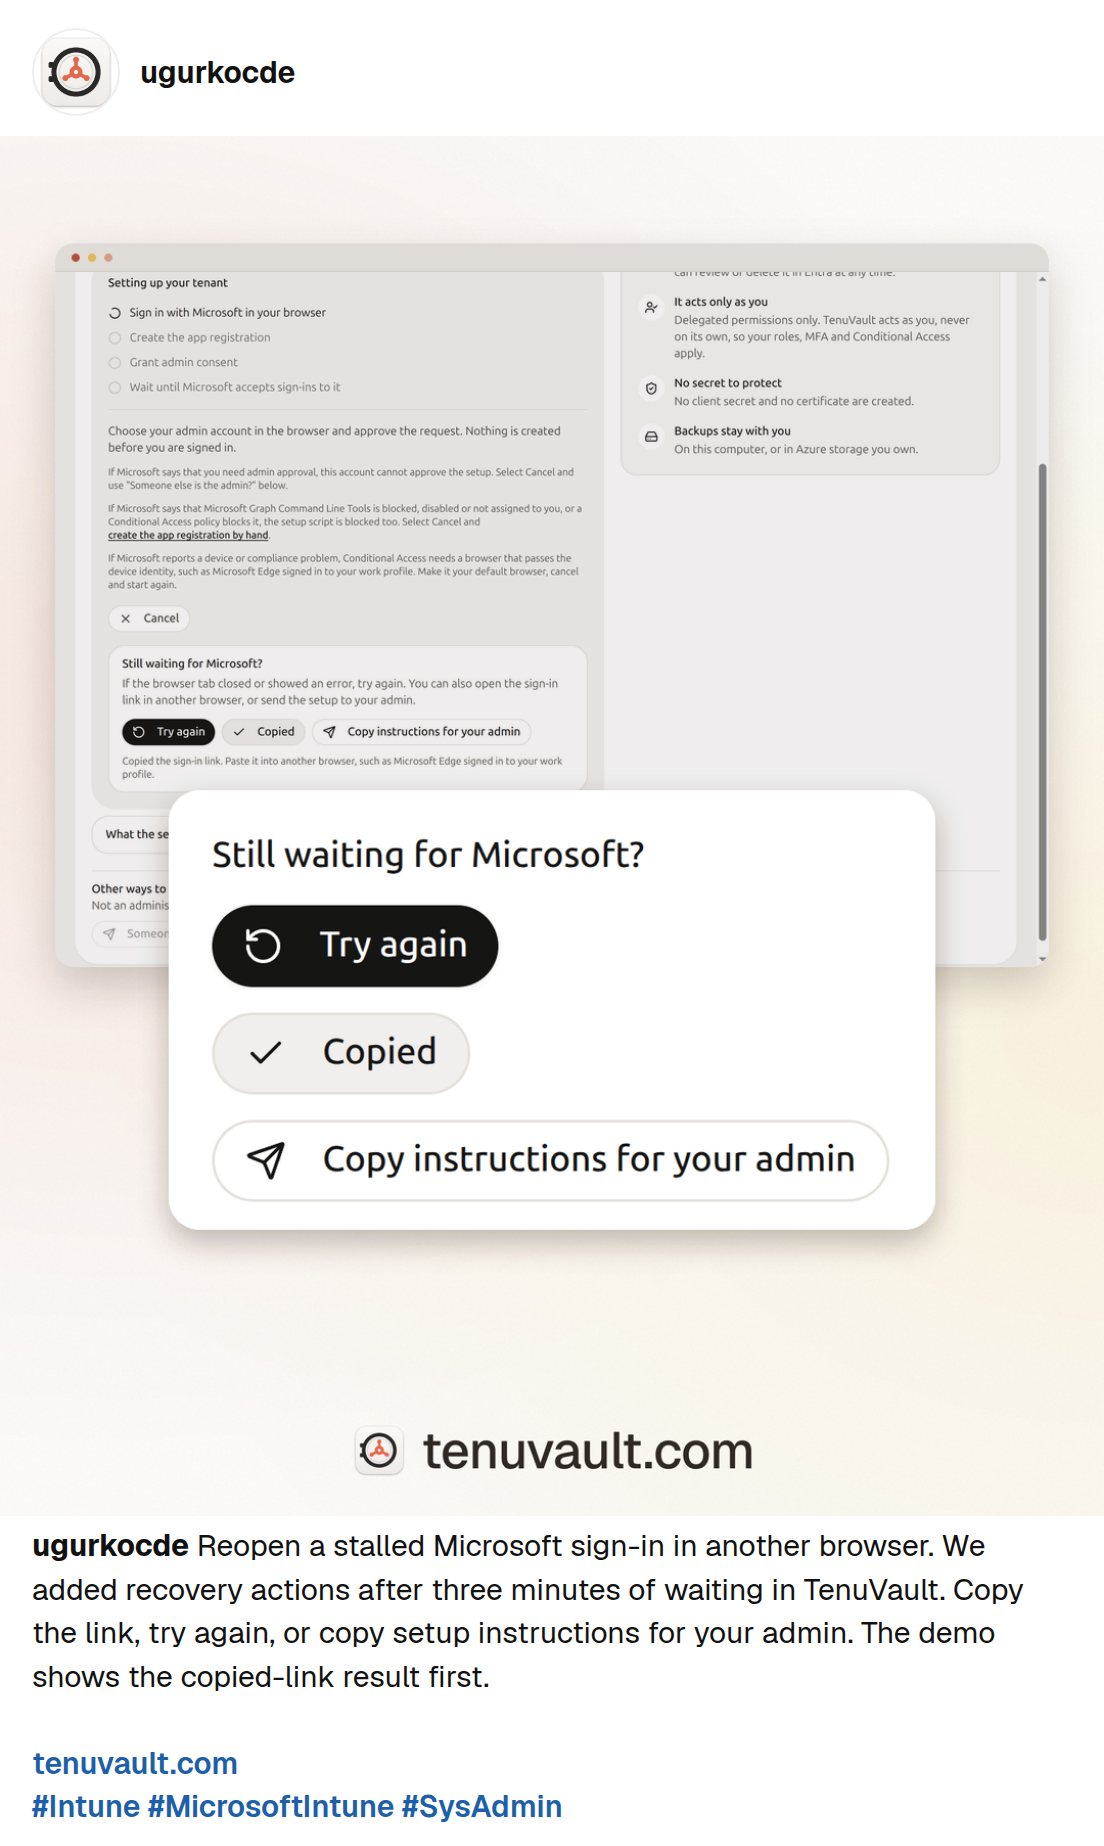 ugurkocde
Setting up your tenant
Sign in with Microsoft in your browser
Create the app registration
Grant admin consent
Wait until Microsoft accepts sign-ins to it
Choose your admin account in the browser and approve the request. Nothing is created
before you are signed in.
If Microsoft says that you need admin approval, this account cannot approve the setup. Select Cancel and
use "Someone else is the admin?" below.
If Microsoft says that Microsoft Graph Command Line Tools is blocked, disabled or not assigned to you, or a
Conditional Access policy blocks it, the setup script is blocked too. Select Cancel and
create the app registration by hand.
If Microsoft reports a device or compliance problem, Conditional Access needs a browser that passes the
device identity, such as Microsoft Edge signed in to your work profile. Make it your default browser, cancel
and start again.
Cancel
Still waiting for Microsoft?
If the browser tab closed or showed an error, try again. You can also open the sign-in
link in another browser, or send the setup to your admin.
Try again
Copied
Copy instructions for your admin
Copied the sign-in link. Paste it into another browser, such as Microsoft Edge signed in to your work
profile.
What the se
Other ways to
Not an adminis
Someor
can review or delete it in Entra at any time.
It acts only as you
Delegated permissions only. TenuVault acts as you, never
on its own, so your roles, MFA and Conditional Access
apply.
No secret to protect
No client secret and no certificate are created.
Backups stay with you
On this computer, or in Azure storage you own.
Still waiting for Microsoft?
Try again
Copied
Copy instructions for your admin
tenuvault.com
ugurkocde Reopen a stalled Microsoft sign-in in another browser. We
added recovery actions after three minutes of waiting in TenuVault. Copy
the link, try again, or copy setup instructions for your admin. The demo
shows the copied-link result first.
tenuvault.com
#Intune #MicrosoftIntune #SysAdmin